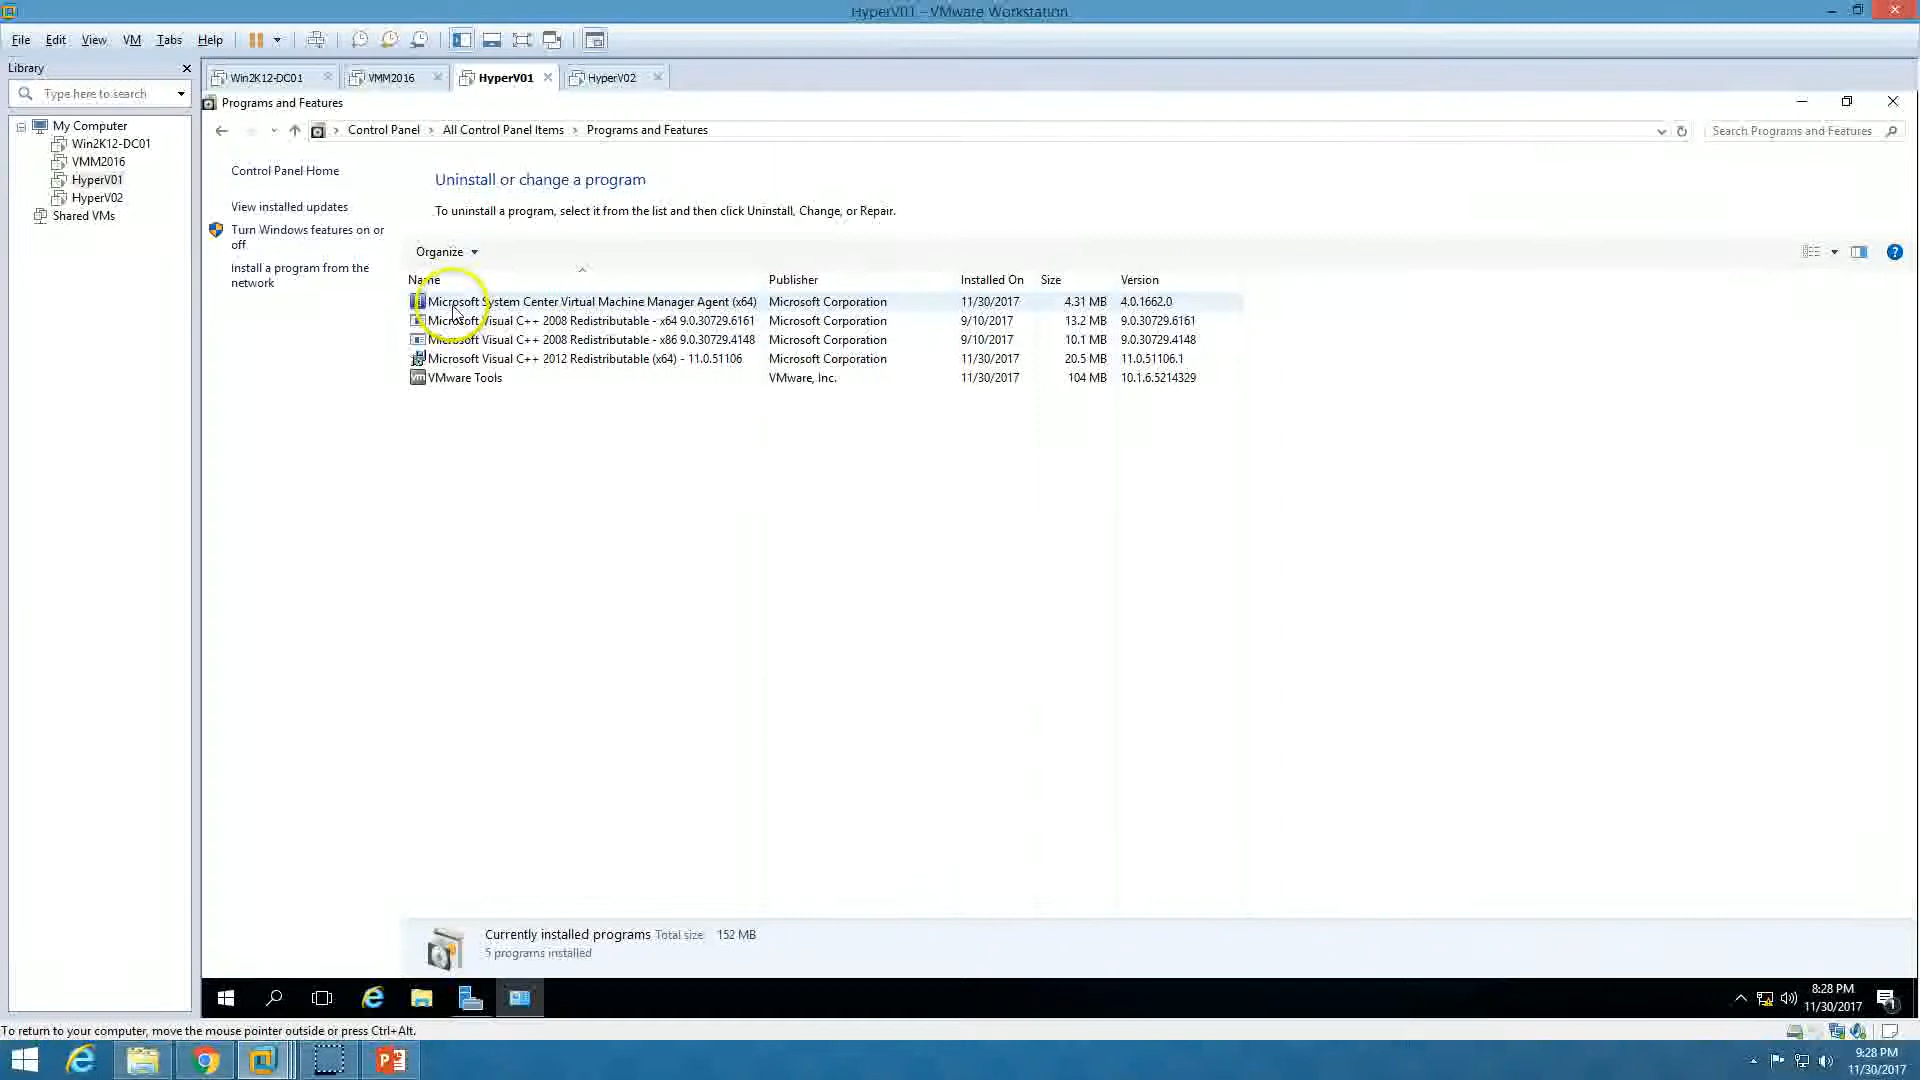 HyperV01 - VMware Workstation
File Edit View VM Tabs Help
Library
Type here to search
My Computer
Win2K12-DC01
VMM2016
HyperV01
HyperV02
Shared VMs
Win2K12-DC01 VMM2016 HyperV01 HyperV02
Programs and Features
Control Panel > All Control Panel Items > Programs and Features
Search Programs and Features
Control Panel Home
View installed updates
Turn Windows features on or
off
Install a program from the
network
Uninstall or change a program
To uninstall a program, select it from the list and then click Uninstall, Change, or Repair.
Organize
Name Publisher Installed On Size Version
Microsoft System Center Virtual Machine Manager Agent (x64) Microsoft Corporation 11/30/2017 4.31 MB 4.0.1662.0
Microsoft Visual C++ 2008 Redistributable - x64 9.0.30729.6161 Microsoft Corporation 9/10/2017 13.2 MB 9.0.30729.6161
Microsoft Visual C++ 2008 Redistributable - x86 9.0.30729.4148 Microsoft Corporation 9/10/2017 10.1 MB 9.0.30729.4148
Microsoft Visual C++ 2012 Redistributable (x64) - 11.0.51106 Microsoft Corporation 11/30/2017 20.5 MB 11.0.51106.1
VMware Tools VMware, Inc. 11/30/2017 104 MB 10.1.6.5214329
Currently installed programs Total size: 152 MB
5 programs installed
8:28 PM
11/30/2017
To return to your computer, move the mouse pointer outside or press Ctrl+Alt.
9:28 PM
11/30/2017